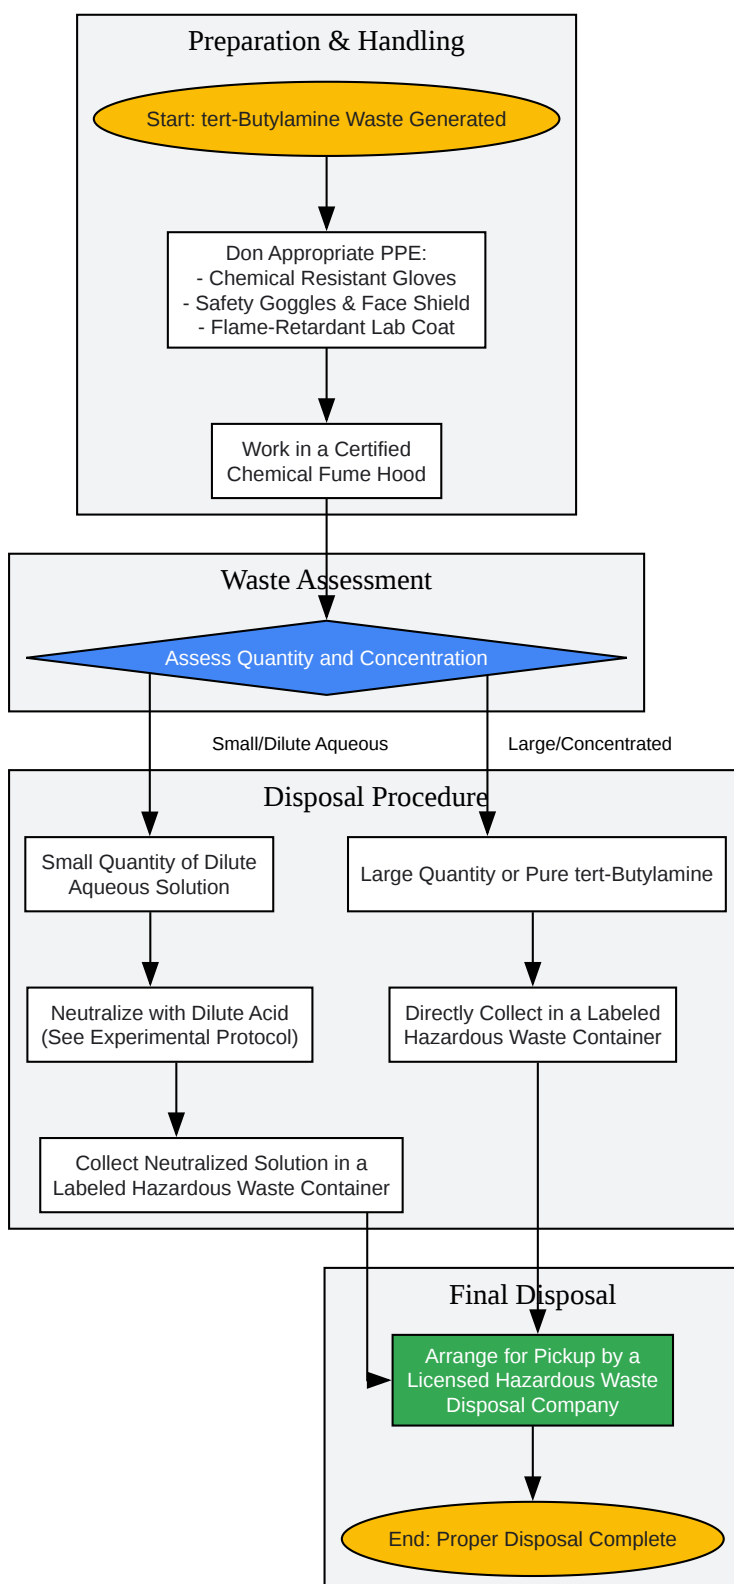 Preparation & Handling
Start: tert-Butylamine Waste Generated
Don Appropriate PPE:
- Chemical Resistant Gloves
- Safety Goggles & Face Shield
- Flame-Retardant Lab Coat
Work in a Certified
Chemical Fume Hood
Waste Assessment
Assess Quantity and Concentration
Small/Dilute Aqueous
Large/Concentrated
Disposal Procedure
Small Quantity of Dilute
Aqueous Solution
Large Quantity or Pure tert-Butylamine
Neutralize with Dilute Acid
(See Experimental Protocol)
Directly Collect in a Labeled
Hazardous Waste Container
Collect Neutralized Solution in a
Labeled Hazardous Waste Container
Final Disposal
Arrange for Pickup by a
Licensed Hazardous Waste
Disposal Company
End: Proper Disposal Complete